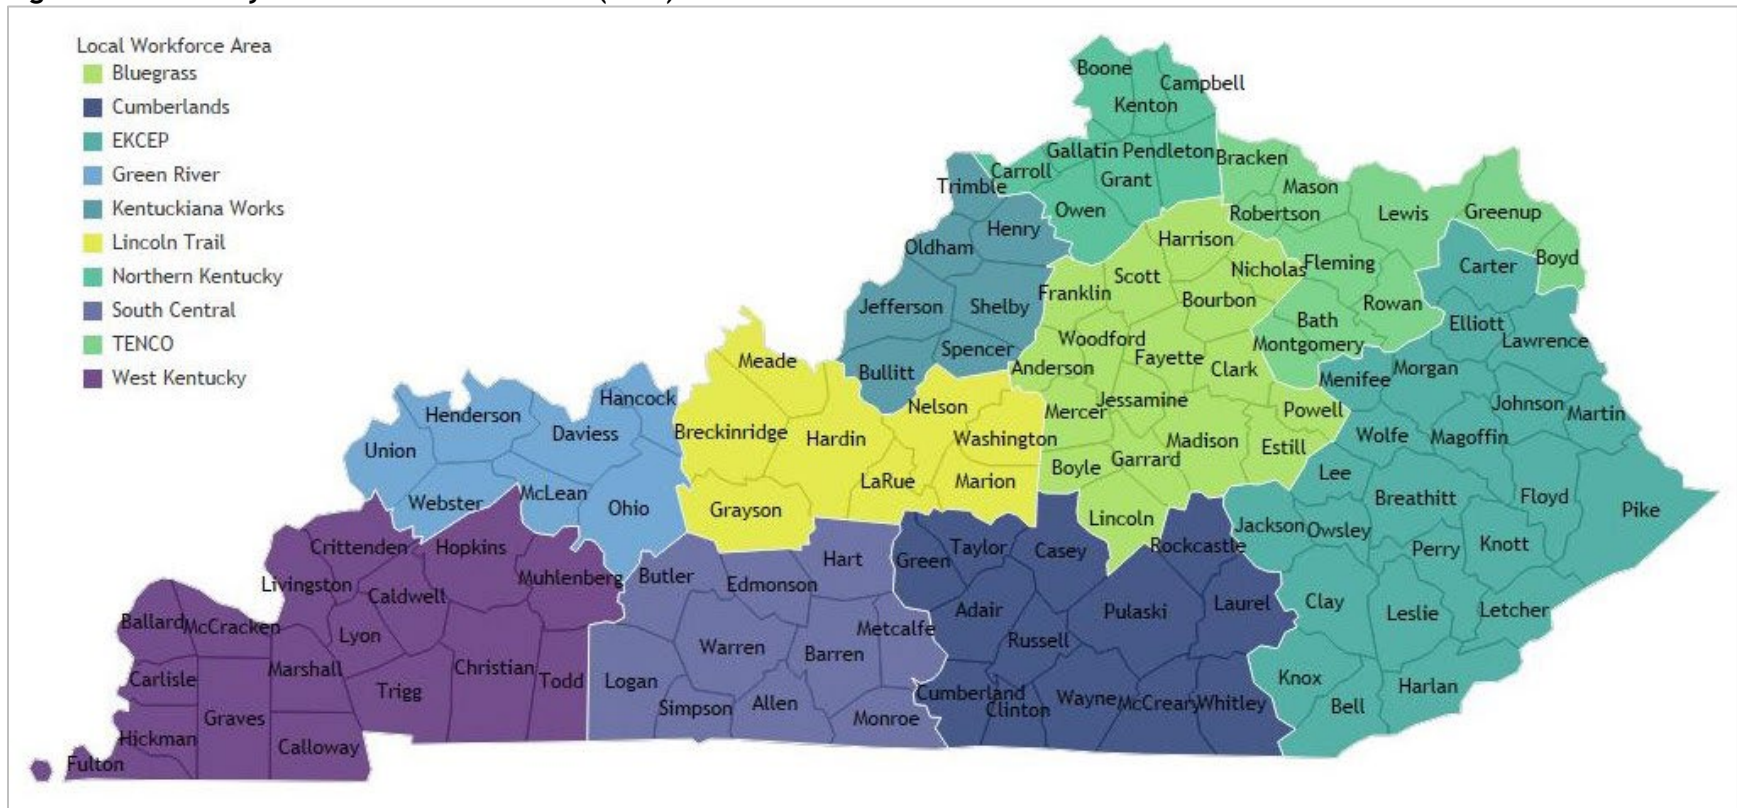 Local Workforce Area
Bluegrass
Cumberlands
EKCEP
Green River
Kentuckiana Works
Lincoln Trail
Northern Kentucky
South Central
TENCO
West Kentucky
Boone
Campbell
Kenton
Gallatin
Pendleton
Bracken
Carroll
Grant
Trimble
Mason
Owen
Robertson
Lewis
Greenup
Henry
Harrison
Oldham
Boyd
Nicholas
Fleming
Carter
Scott
Franklin
Bourbon
Rowan
Jefferson
Shelby
Bath
Elliott
Woodford
Montgomery
Lawrence
Spencer
Fayette
Meade
Bullitt
Anderson
Clark
Morgan
Menifee
Hancock
Jessamine
Nelson
Mercer
Powell
Johnson
Martin
Henderson
Daviess
Breckinridge
Hardin
Washington
Madison
Wolfe
Magoffin
Union
Estill
Garrard
Boyle
Lee
LaRue
Marion
McLean
Webster
Breathitt
Floyd
Ohio
Grayson
Pike
Lincoln
Jackson
Owsley
Crittenden
Hopkins
Taylor
Casey
Rockcastle
Perry
Knott
Hart
Green
Livingston
Muhlenberg
Butler
Edmonson
Caldwell
Clay
Laurel
Adair
Pulaski
Leslie
Letcher
Ballard
McCracken
Lyon
Metcalfe
Russell
Warren
Barren
Marshall
Christian
Carlisle
Todd
Logan
Knox
Harlan
Trigg
Cumberland
Wayne
McCreary
Whitley
Allen
Simpson
Clinton
Bell
Graves
Monroe
Hickman
Calloway
Fulton